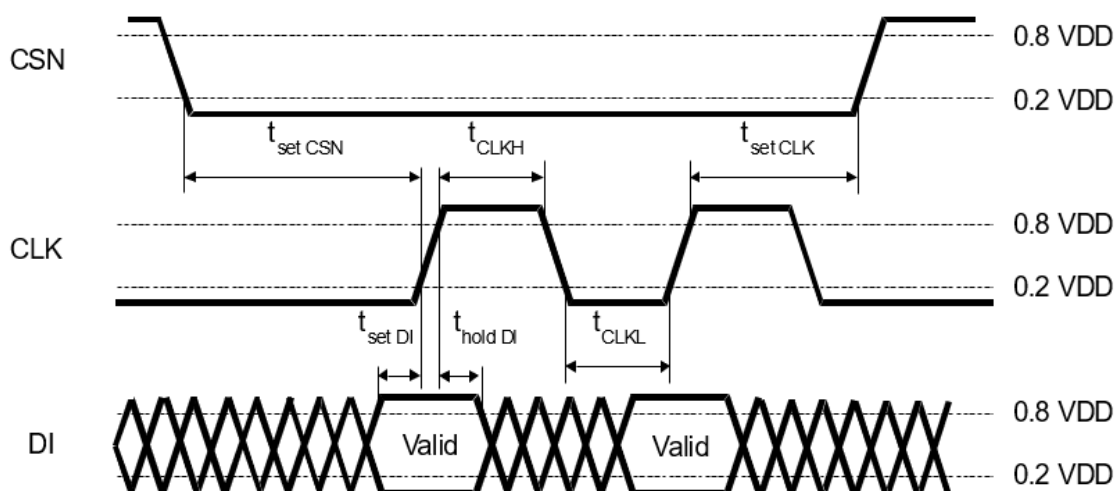 CSN
0.8 VDD
0.2 VDD
t set CSN
t CLKH
t set CLK
CLK
0.8 VDD
0.2 VDD
t set DI
t hold DI
t CLKL
DI
Valid
Valid
0.8 VDD
0.2 VDD